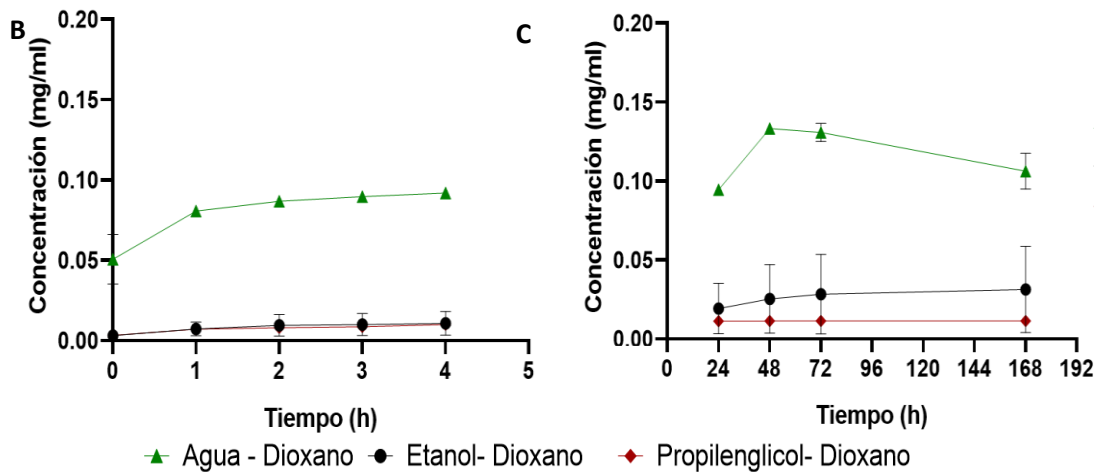 B
Concentración (mg/ml)
0.20
0.15
0.10
0.05
0.00
0 1 2 3 4 5
Tiempo (h)
C
Concentración (mg/ml)
0.20
0.15
0.10
0.05
0.00
0 24 48 72 96 120 144 168 192
Tiempo (h)
Agua - Dioxano Etanol- Dioxano Propilenglicol- Dioxano